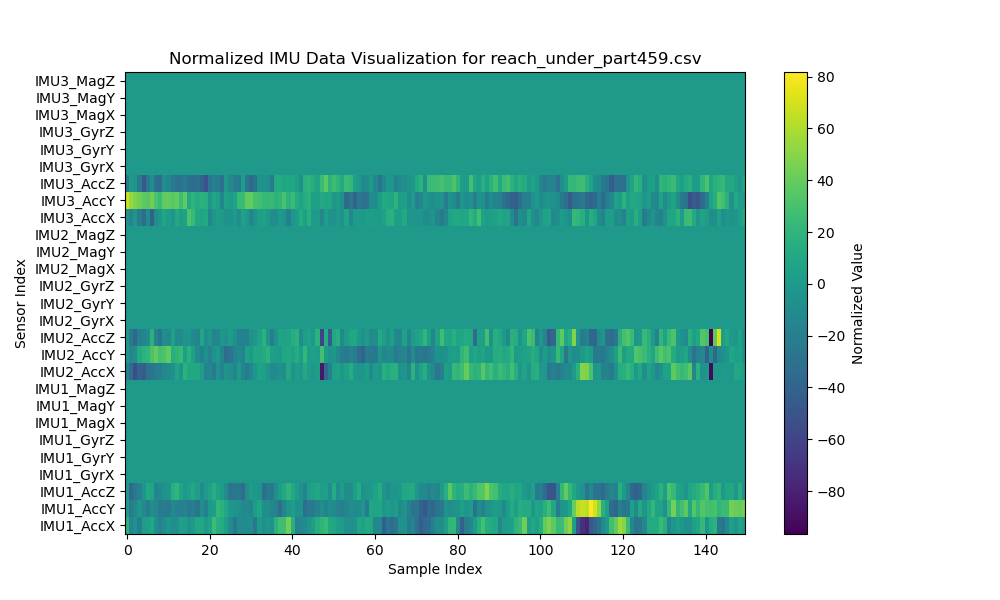 Normalized IMU Data Visualization for reach_under_part459.csv
IMU3_MagZ
IMU3_MagY
IMU3_MagX
IMU3_GyrZ
IMU3_GyrY
IMU3_GyrX
IMU3_AccZ
IMU3_AccY
IMU3_AccX
IMU2_MagZ
IMU2_MagY
IMU2_MagX
IMU2_GyrZ
IMU2_GyrY
IMU2_GyrX
IMU2_AccZ
IMU2_AccY
IMU2_AccX
IMU1_MagZ
IMU1_MagY
IMU1_MagX
IMU1_GyrZ
IMU1_GyrY
IMU1_GyrX
IMU1_AccZ
IMU1_AccY
IMU1_AccX
Sensor Index
0 20 40 60 80 100 120 140
Sample Index
80
60
40
20
0
−20
−40
−60
−80
Normalized Value